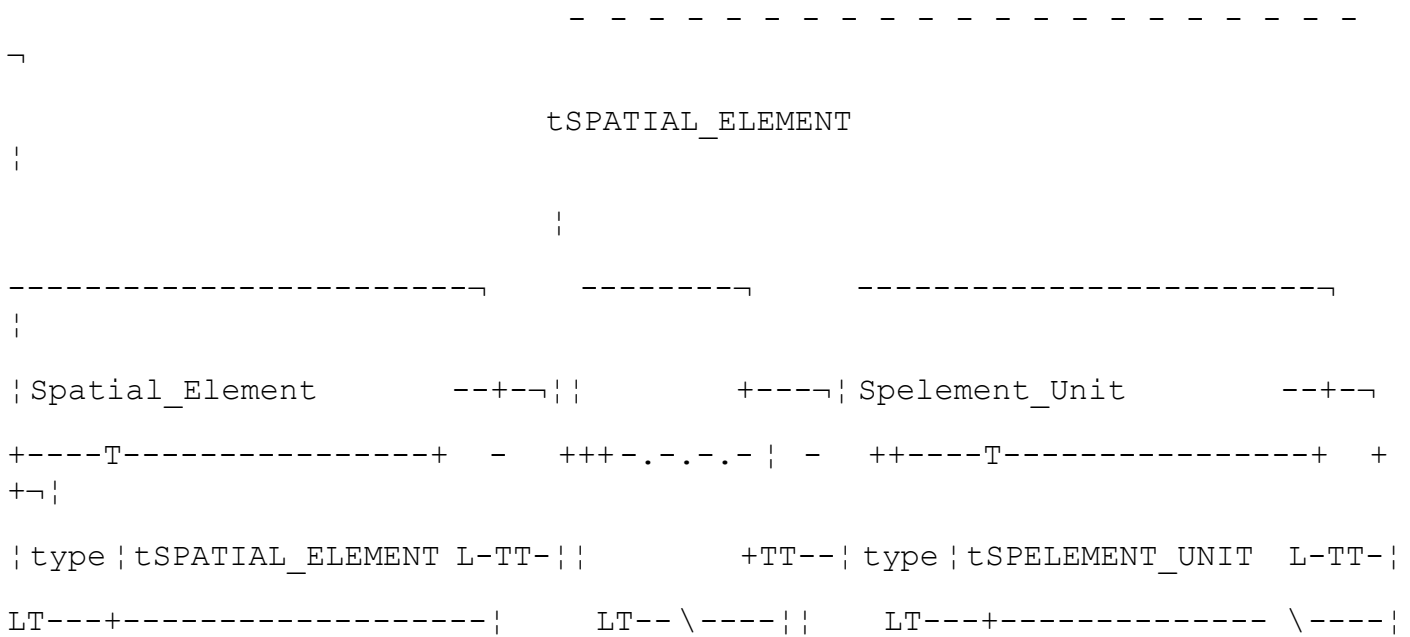 - - - - - - - - - - - - - - - - - - - - -
¬
tSPATIAL_ELEMENT
¦
¦
------------------------¬ --------¬ ------------------------¬
¦
¦Spatial_Element --+-¬¦¦ +---¬¦Spelement_Unit --+-¬
+----T----------------+ - +++-.-.-.-¦ - ++----T----------------+ +
+¬¦
¦type¦tSPATIAL_ELEMENT L-TT-¦¦ +TT--¦type¦tSPELEMENT_UNIT L-TT-¦
LT---+-------------------¦ LT--\----¦¦ LT---+-------------- \----¦